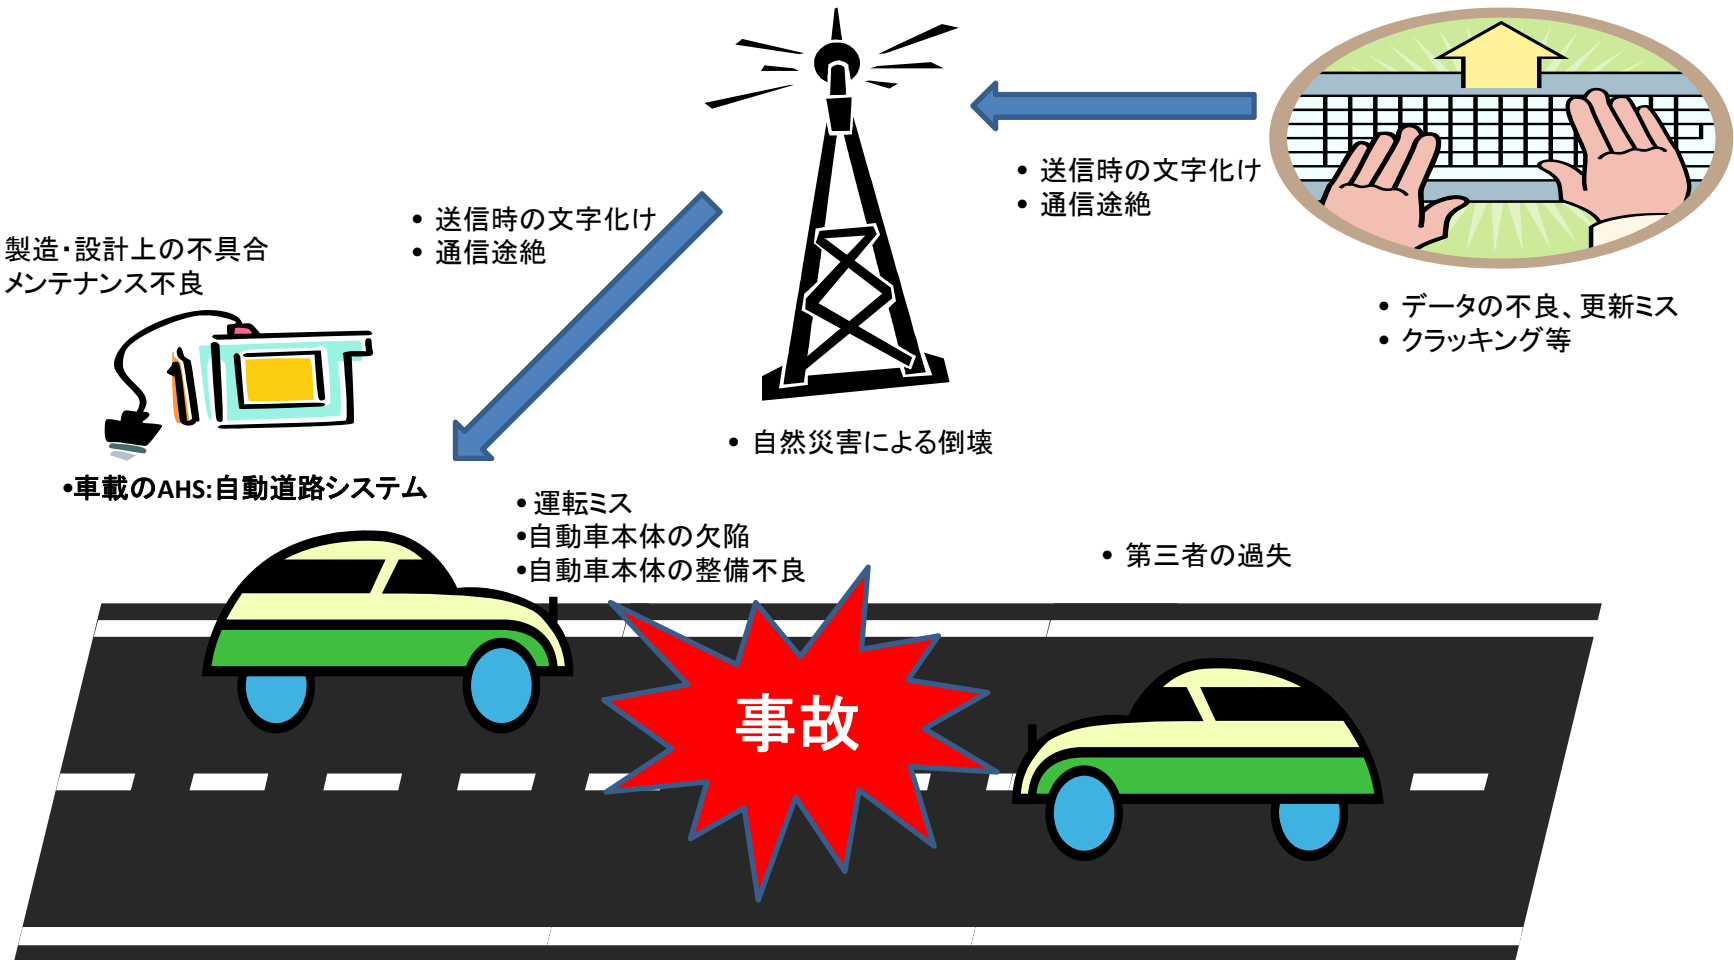 • 送信時の文字化け
• 通信途絶
• 送信時の文字化け
• 通信途絶
製造・設計上の不具合
メンテナンス不良
• データの不良、更新ミス
• クラッキング等
• 自然災害による倒壊
•車載のAHS:自動道路システム
• 運転ミス
•自動車本体の欠陥
•自動車本体の整備不良
• 第三者の過失
事故